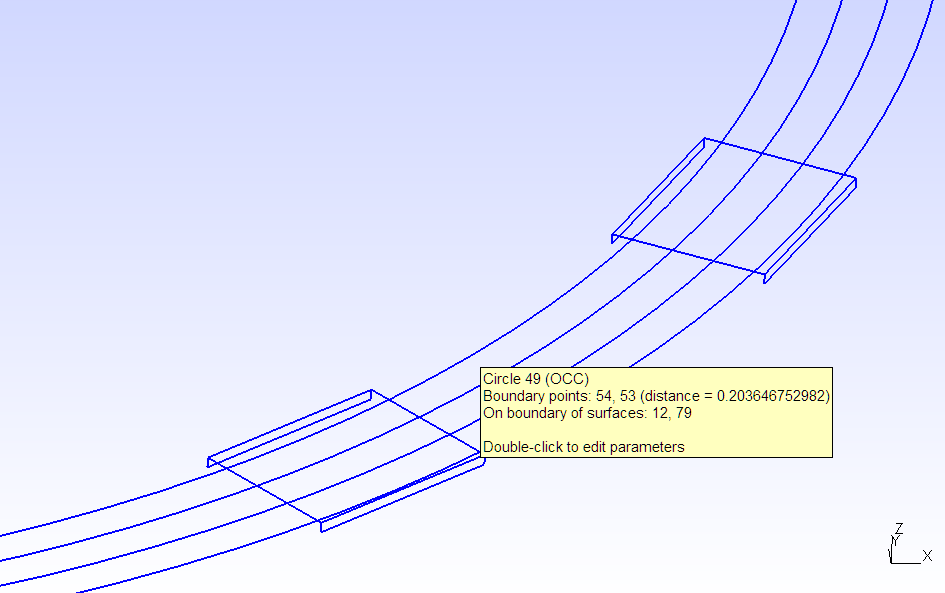 Circle 49 (OCC)
Boundary points: 54, 53 (distance = 0.203646752982)
On boundary of surfaces: 12, 79
Double-click to edit parameters
Z
Y
X